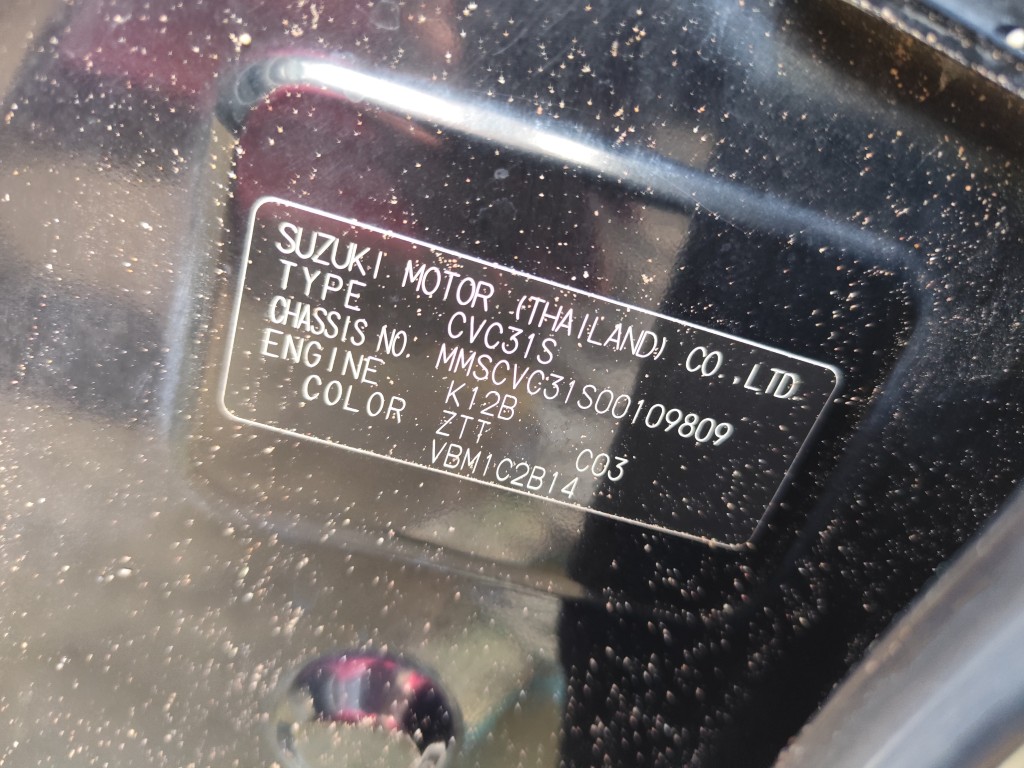 SUZUKI MOTOR (THAILAND) CO.,LTD
TYPE CVC31S
CHASSIS NO. MMSCVC31S00109809
ENGINE K12B
COLOR ZTT C03
VBM1C2B14